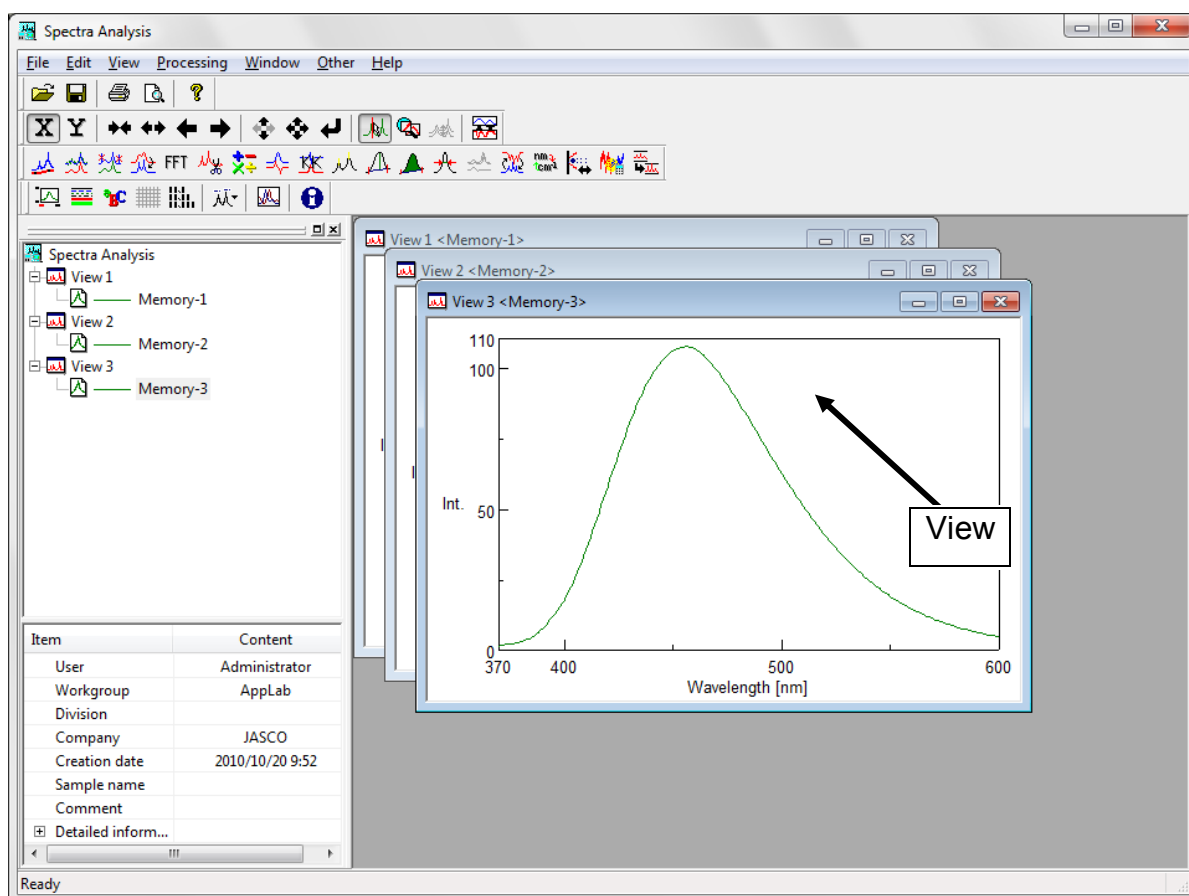 Spectra Analysis
File Edit View Processing Window Other Help
X Y
FFT
Spectra Analysis
View 1
Memory-1
View 2
Memory-2
View 3
Memory-3
View 1 <Memory-1>
View 2 <Memory-2>
View 3 <Memory-3>
110
100
Int.
50
0
370 400 500 600
Wavelength [nm]
View
Item Content
User Administrator
Workgroup AppLab
Division
Company JASCO
Creation date 2010/10/20 9:52
Sample name
Comment
Detailed inform...
Ready